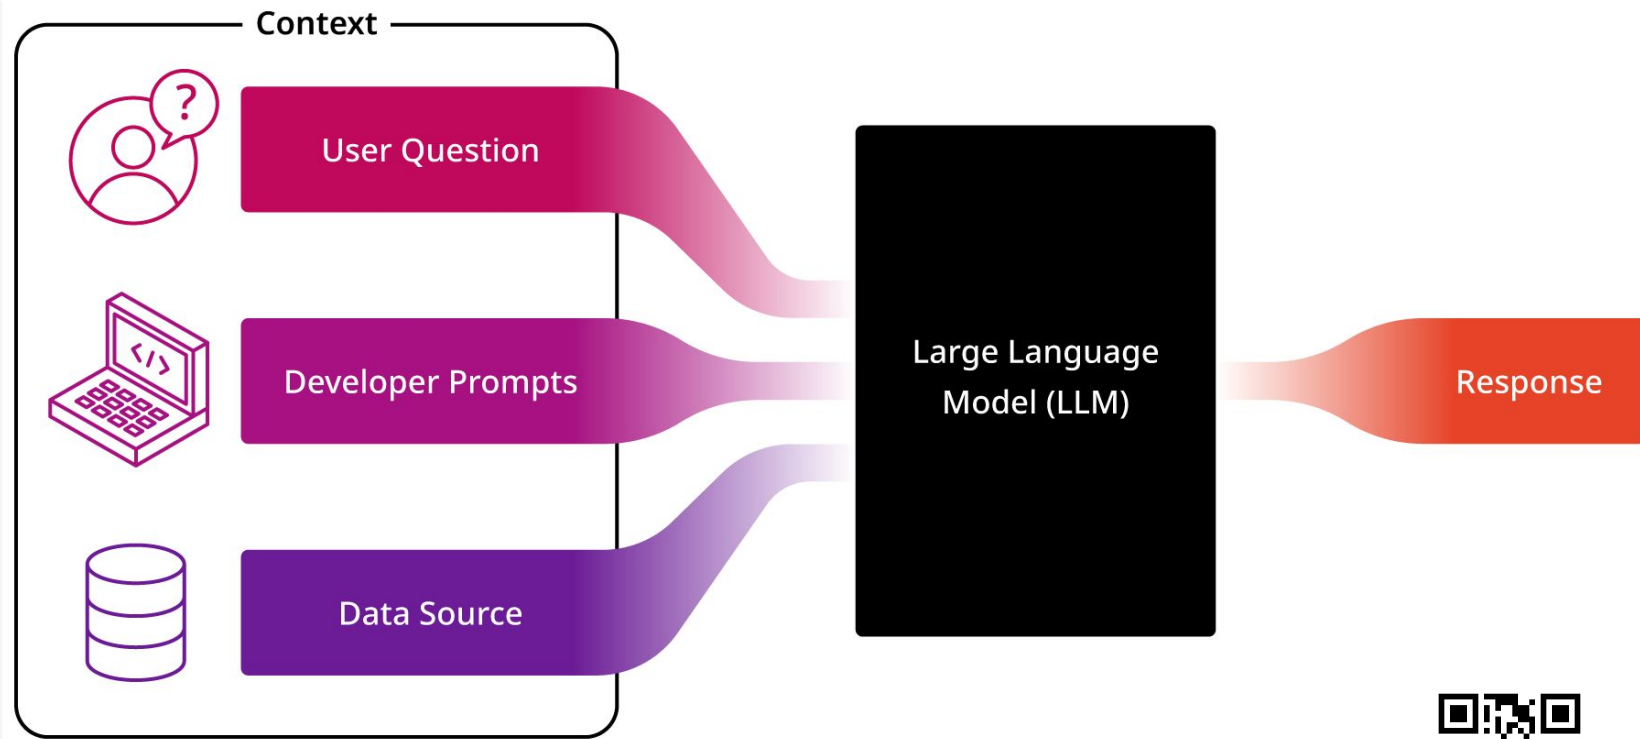 Context
?
User Question
</>
Developer Prompts
Data Source
Large Language
Model (LLM)
Response